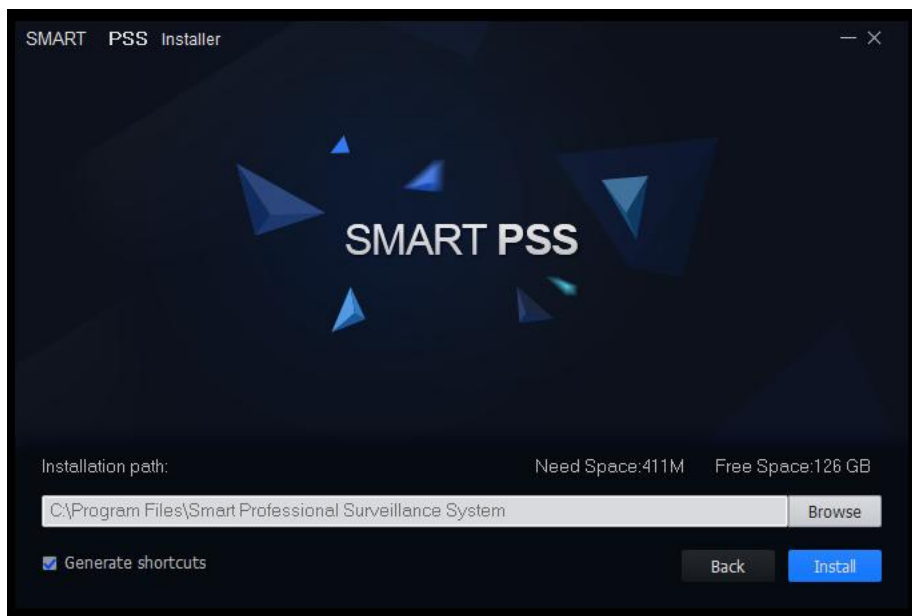 SMART PSS Installer
SMART PSS
Installation path: Need Space:411M Free Space:126 GB
C:\Program Files\Smart Professional Surveillance System Browse
Generate shortcuts Back Install